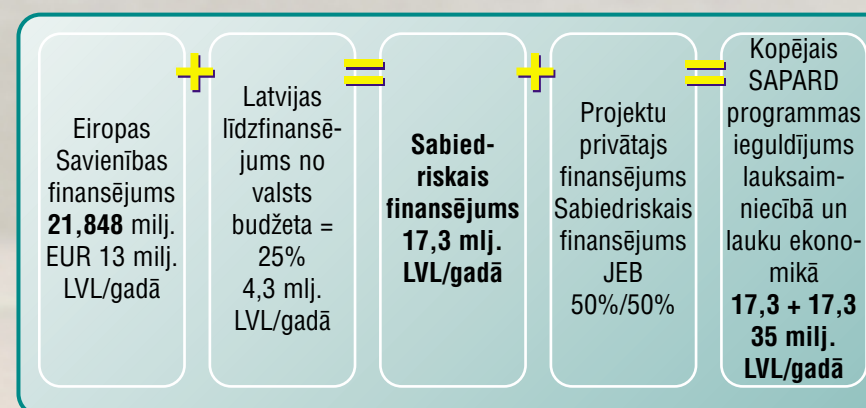 Eiropas
Savienības
finansējums
21,848 milj.
EUR 13 milj.
LVL/gadā
+
Latvijas
līdzfinansē-
jums no
valsts
budžeta =
25%
4,3 mlj.
LVL/gadā
=
Sabied-
riskais
finansējums
17,3 mlj.
LVL/gadā
+
Projektu
privātajs
finansējums
Sabiedriskais
finansējums
JEB
50%/50%
=
Kopējais
SAPARD
programmas
ieguldījums
lauksaim-
niecībā un
lauku ekono-
mikā
17,3 + 17,3
35 milj.
LVL/gadā